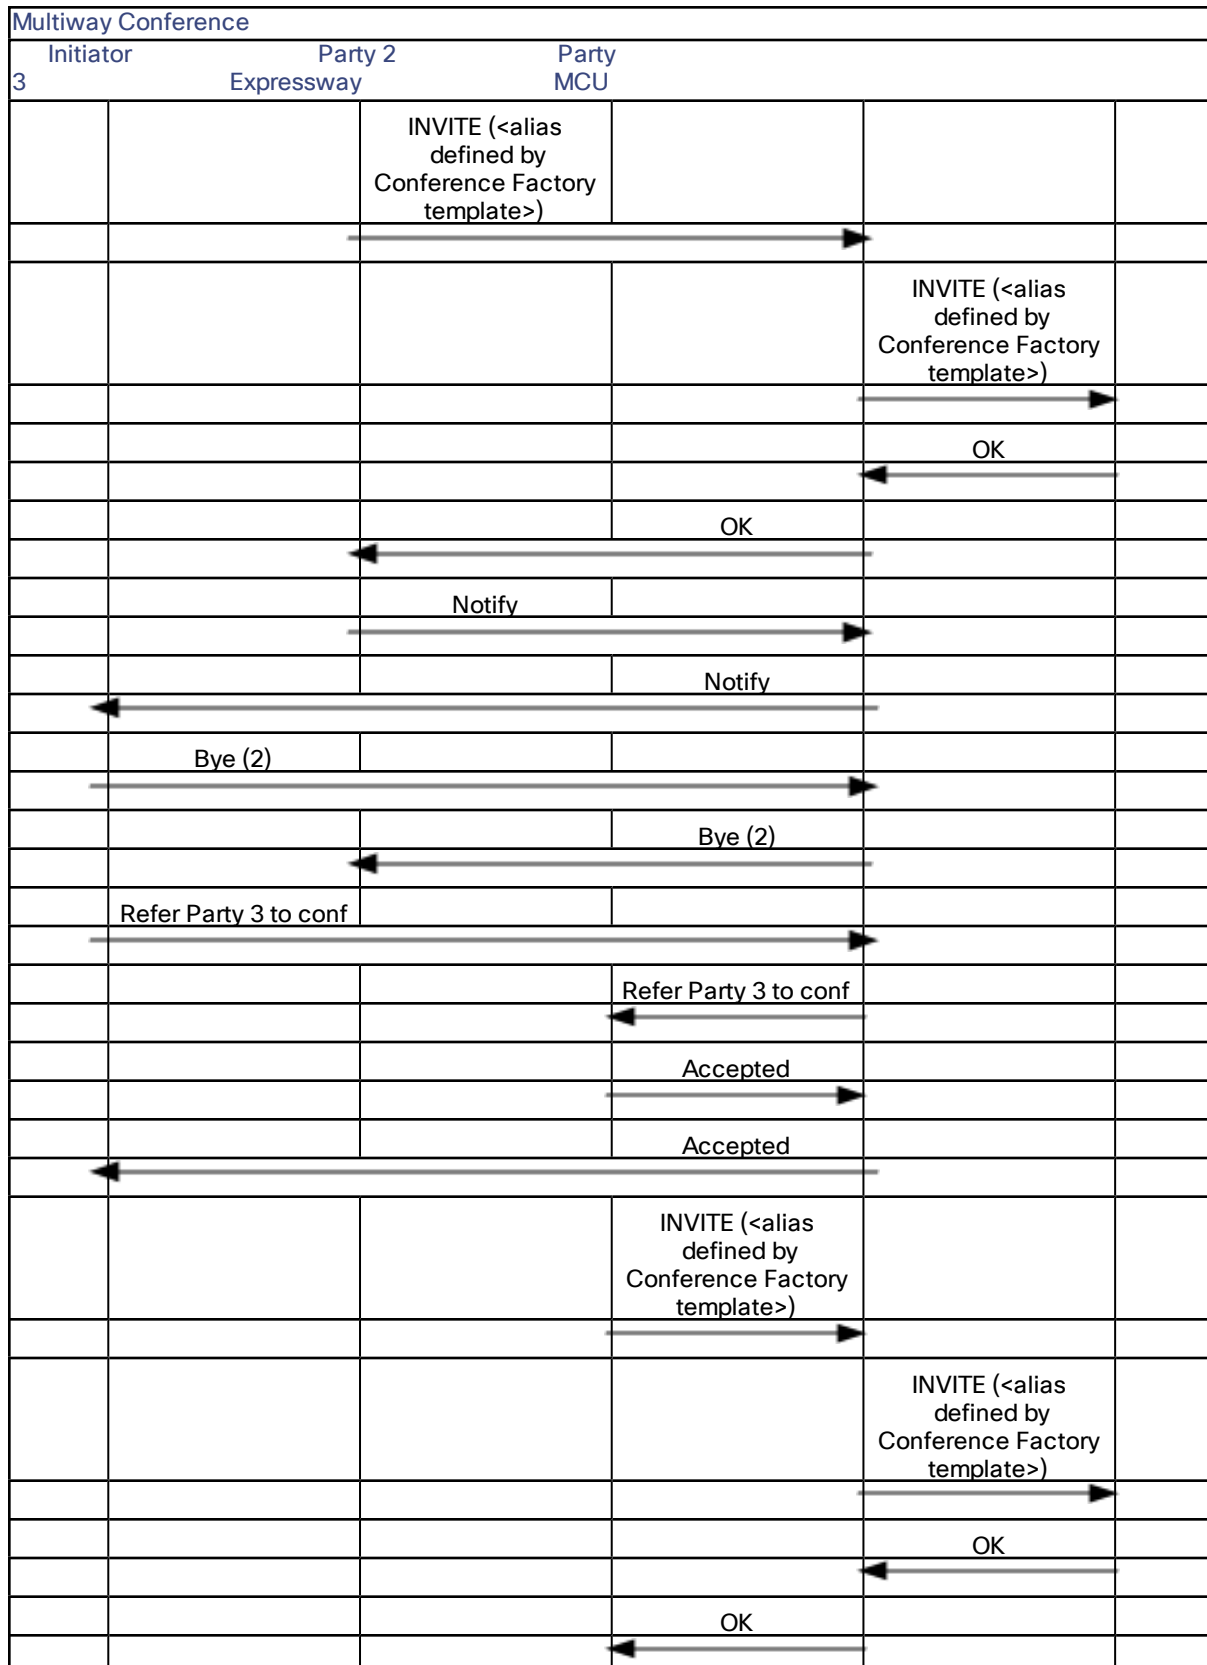 Multiway Conference
Initiator Party 2 Party
3 Expressway MCU
INVITE (<alias
defined by
Conference Factory
template>)
INVITE (<alias
defined by
Conference Factory
template>)
OK
OK
Notify
Notify
Bye (2)
Bye (2)
Refer Party 3 to conf
Refer Party 3 to conf
Accepted
Accepted
INVITE (<alias
defined by
Conference Factory
template>)
INVITE (<alias
defined by
Conference Factory
template>)
OK
OK